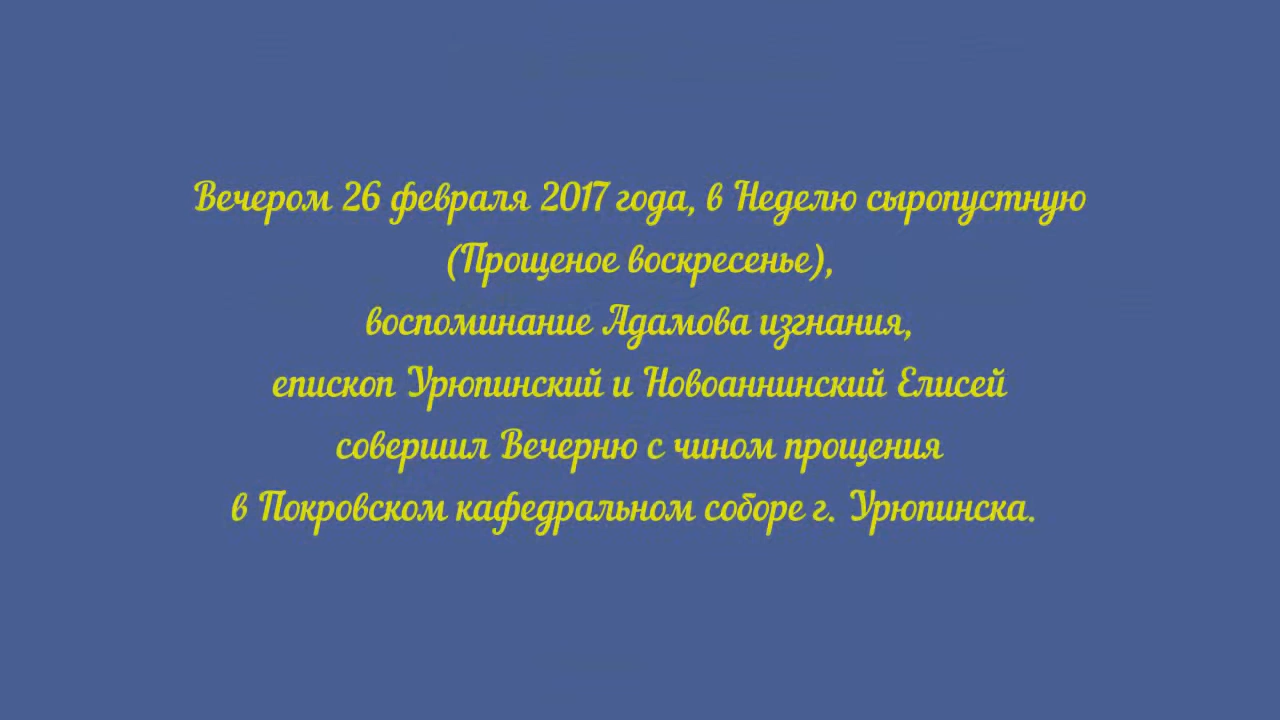 Вечером 26 февраля 2017 года, в Неделю сыропустную
(Прощеное воскресенье),
воспоминание Адамова изгнания,
епископ Урюпинский и Новоаннинский Елисей
совершил Вечерню с чином прощения
в Покровском кафедральном соборе г. Урюпинска.